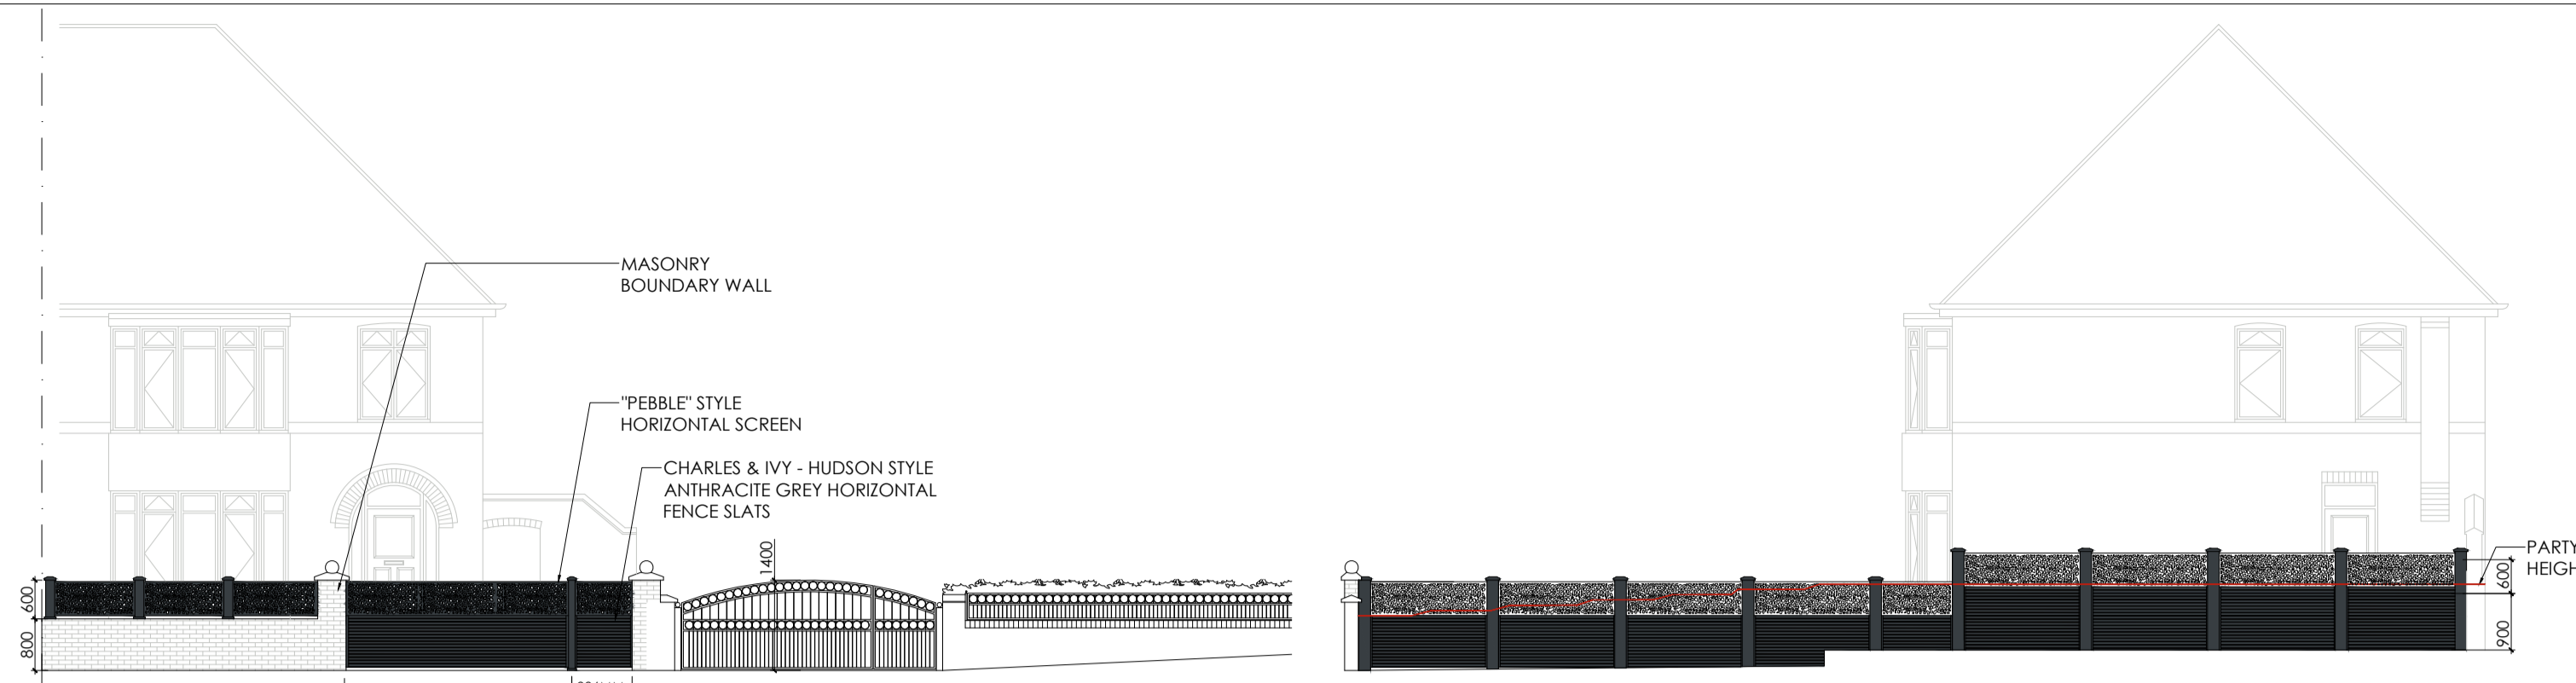 MASONRY
BOUNDARY WALL
"PEBBLE" STYLE
HORIZONTAL SCREEN
CHARLES & IVY - HUDSON STYLE
ANTHRACITE GREY HORIZONTAL
FENCE SLATS
600
800
1400
PARTY
HEIGH
600
900